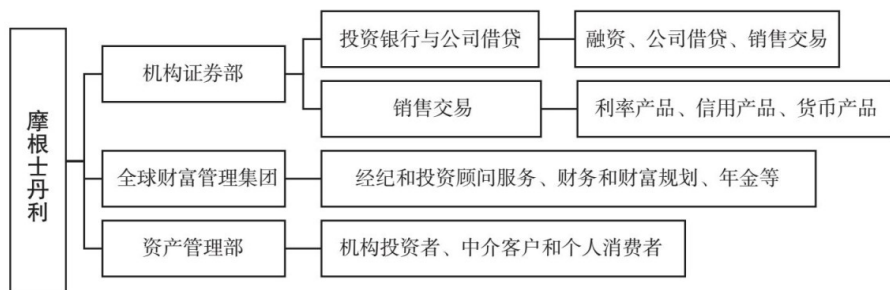 摩根士丹利
机构证券部
投资银行与公司借贷
融资、公司借贷、销售交易
销售交易
利率产品、信用产品、货币产品
全球财富管理集团
经纪和投资顾问服务、财务和财富规划、年金等
资产管理部
机构投资者、中介客户和个人消费者